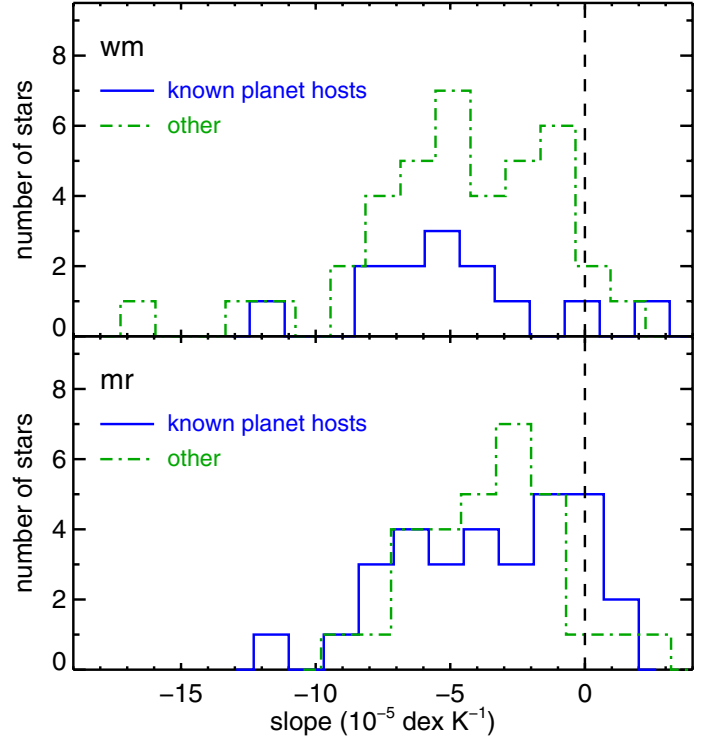 wm
known planet hosts
other
number of stars
0
2
4
6
8
mr
known planet hosts
other
number of stars
0
2
4
6
8
−15
−10
−5
0
slope (10⁻⁵ dex K⁻¹)